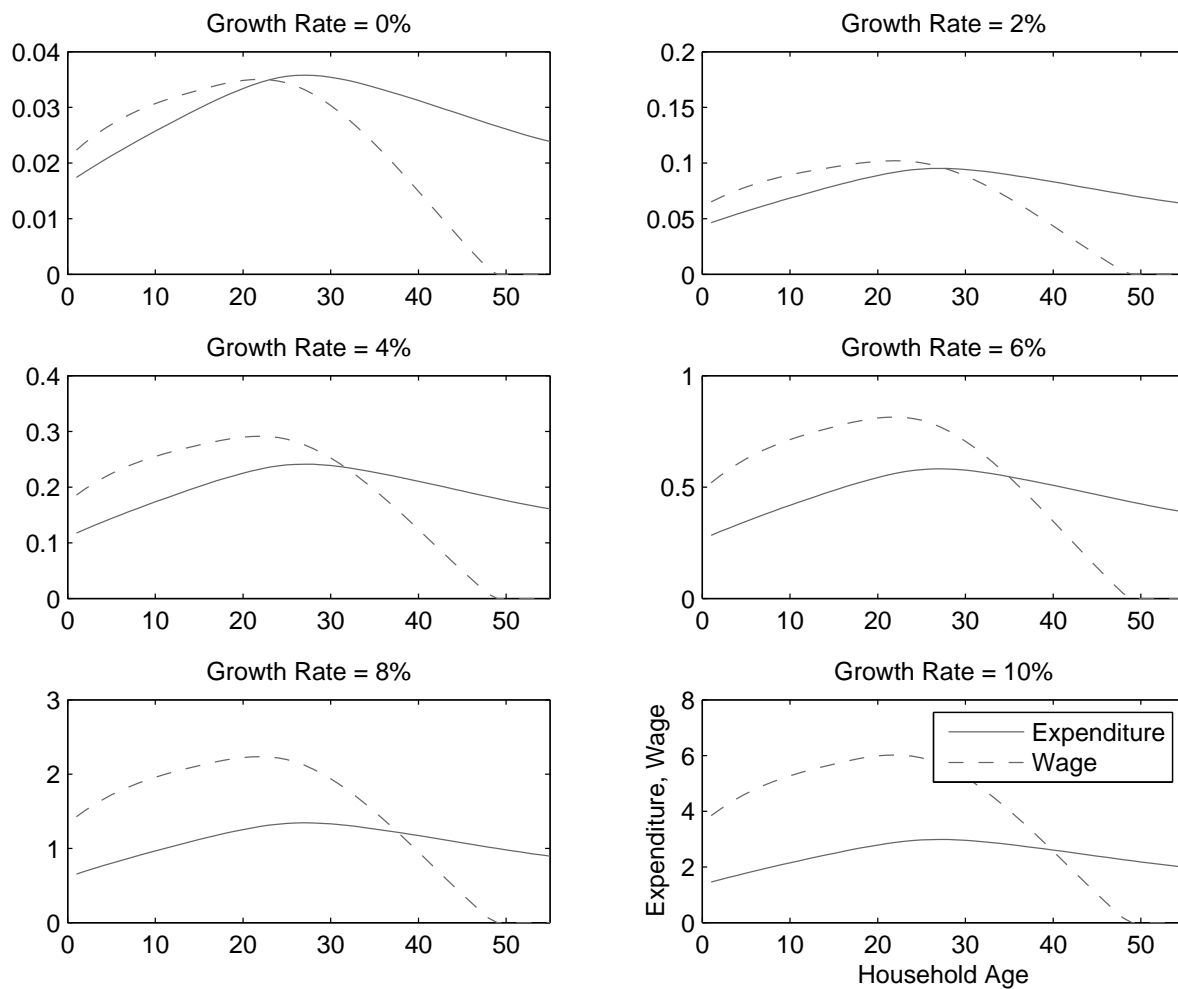 Growth Rate = 0%
0.04
0.03
0.02
0.01
0
0 10 20 30 40 50
Growth Rate = 2%
0.2
0.15
0.1
0.05
0
0 10 20 30 40 50
Growth Rate = 4%
0.4
0.3
0.2
0.1
0
0 10 20 30 40 50
Growth Rate = 6%
1
0.5
0
0 10 20 30 40 50
Growth Rate = 8%
3
2
1
0
0 10 20 30 40 50
Growth Rate = 10%
Expenditure, Wage
8
6
4
2
0
Expenditure
Wage
0 10 20 30 40 50
Household Age